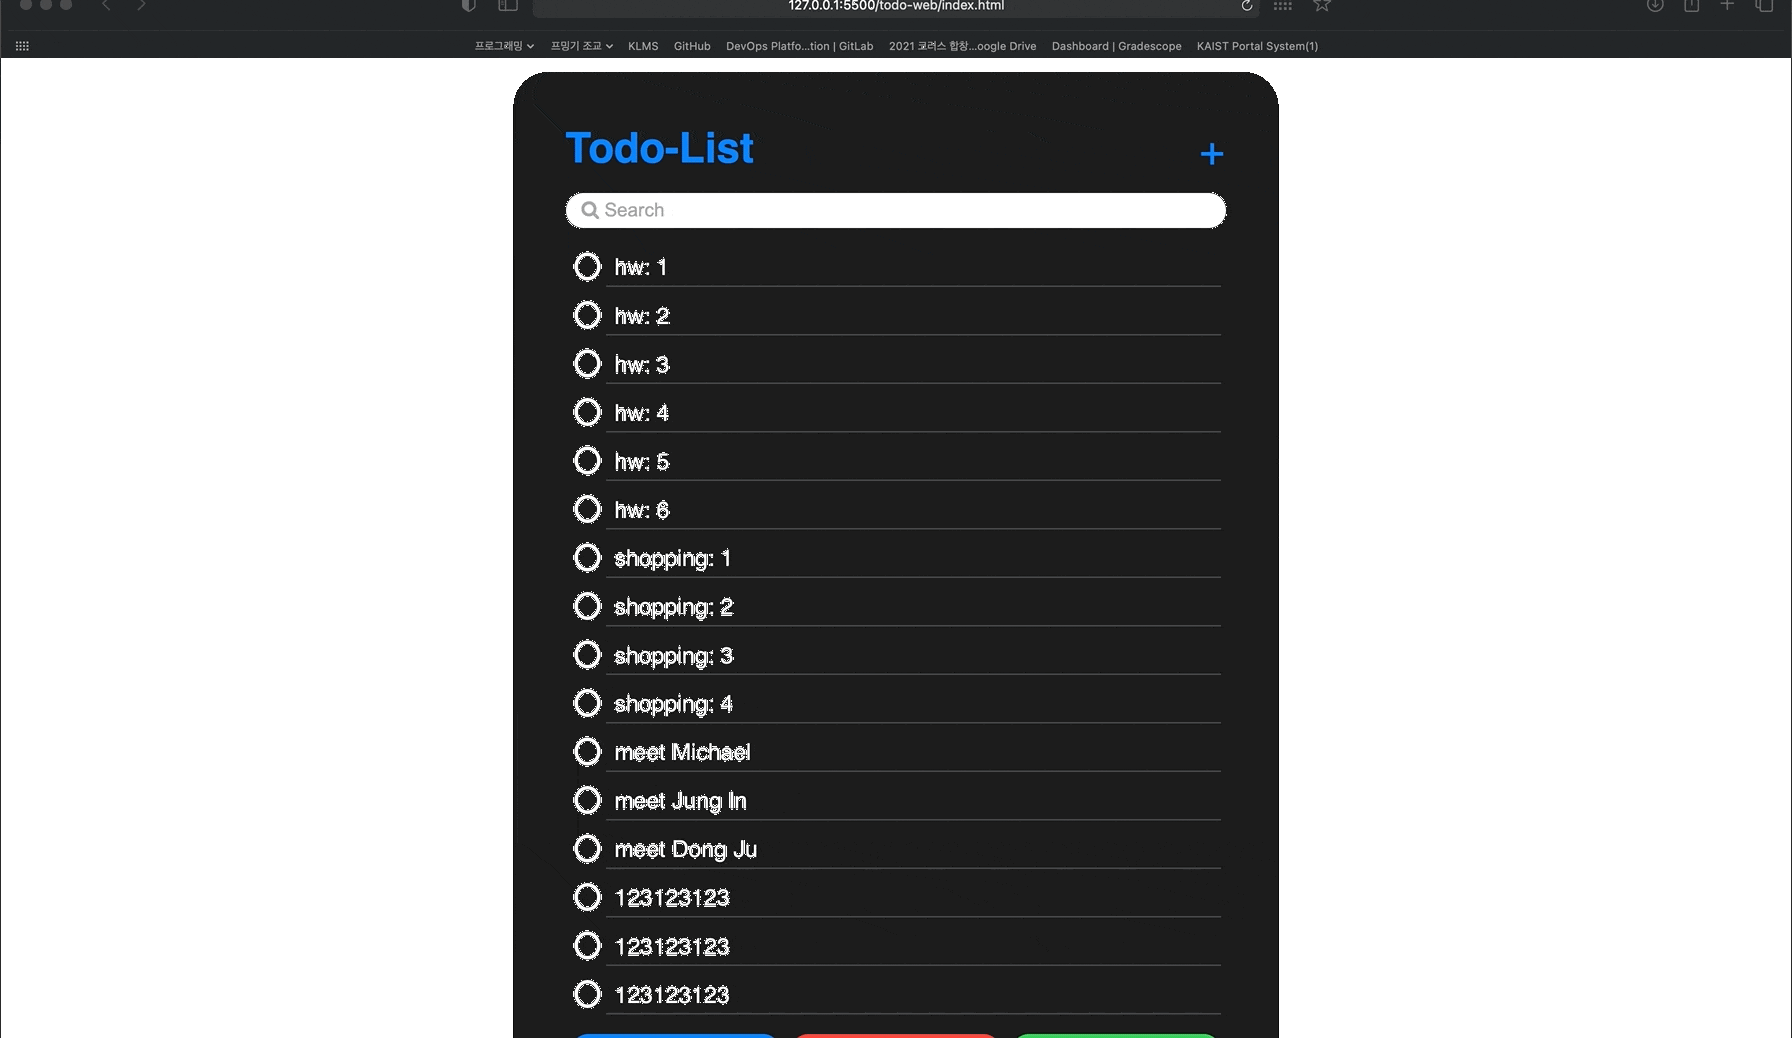 127.0.0.1:5500/todo-web/index.html
프로그래밍 프밍기 조교 KLMS GitHub DevOps Platfo...tion | GitLab 2021 코러스 합창...oogle Drive Dashboard | Gradescope KAIST Portal System(1)
Todo-List +
Search
hw: 1
hw: 2
hw: 3
hw: 4
hw: 5
hw: 6
shopping: 1
shopping: 2
shopping: 3
shopping: 4
meet Michael
meet Jung In
meet Dong Ju
123123123
123123123
123123123